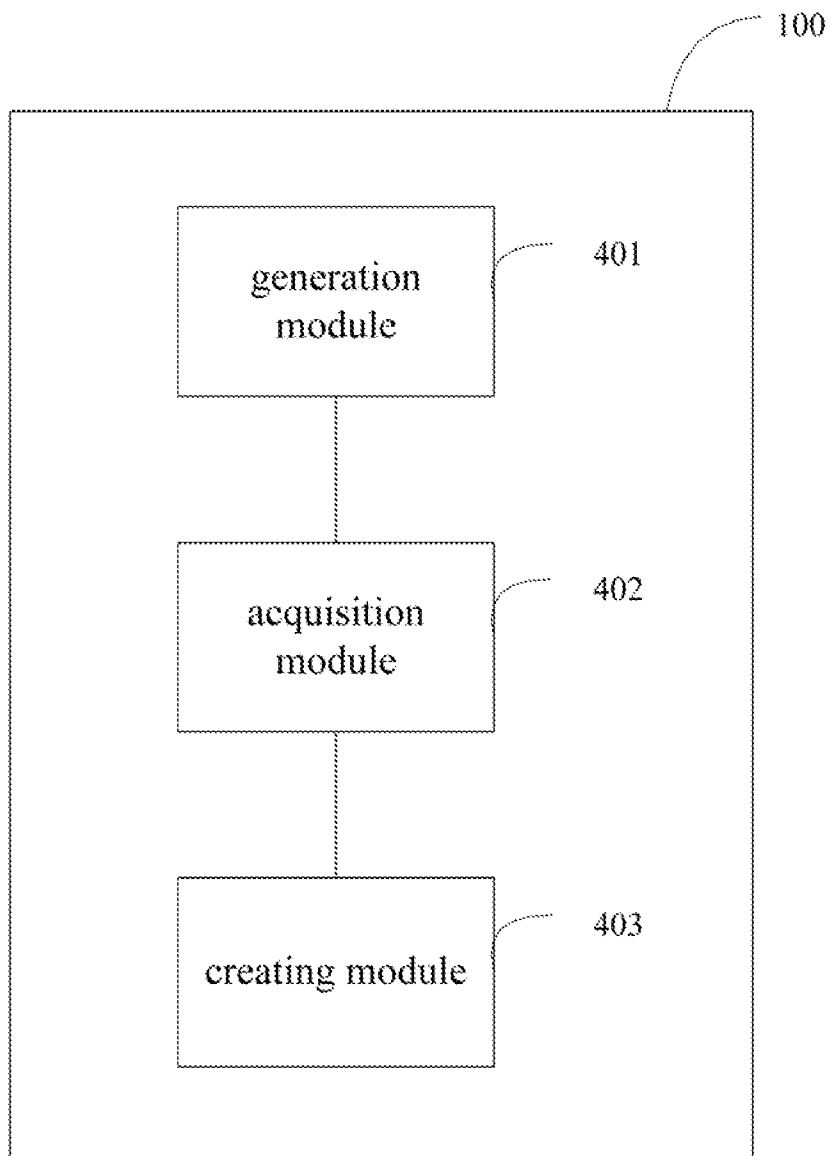 100
generation
module
401
acquisition
module
402
creating module
403